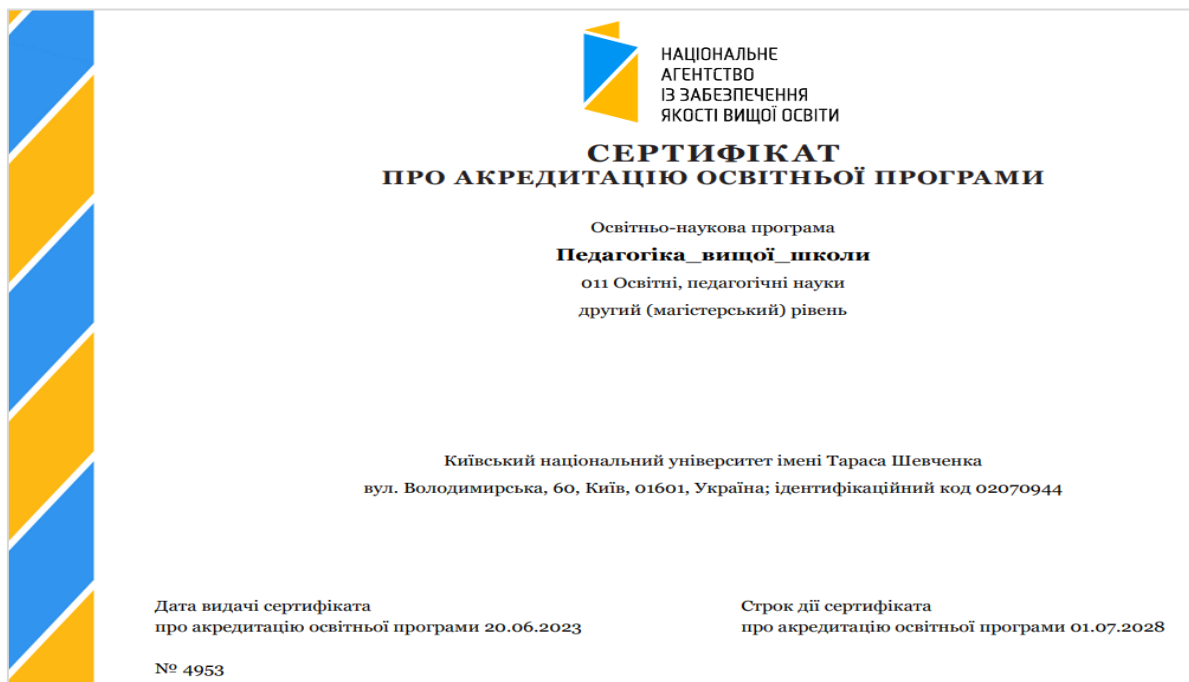 НАЦІОНАЛЬНЕ
АГЕНТСТВО
ІЗ ЗАБЕЗПЕЧЕННЯ
ЯКОСТІ ВИЩОЇ ОСВІТИ
СЕРТИФІКАТ
ПРО АКРЕДИТАЦІЮ ОСВІТНЬОЇ ПРОГРАМИ
Освітньо-наукова програма
Педагогіка_вищої_школи
011 Освітні, педагогічні науки
другий (магістерський) рівень
Київський національний університет імені Тараса Шевченка
вул. Володимирська, 60, Київ, 01601, Україна; ідентифікаційний код 02070944
Дата видачі сертифіката
про акредитацію освітньої програми 20.06.2023
Строк дії сертифіката
про акредитацію освітньої програми 01.07.2028
№ 4953